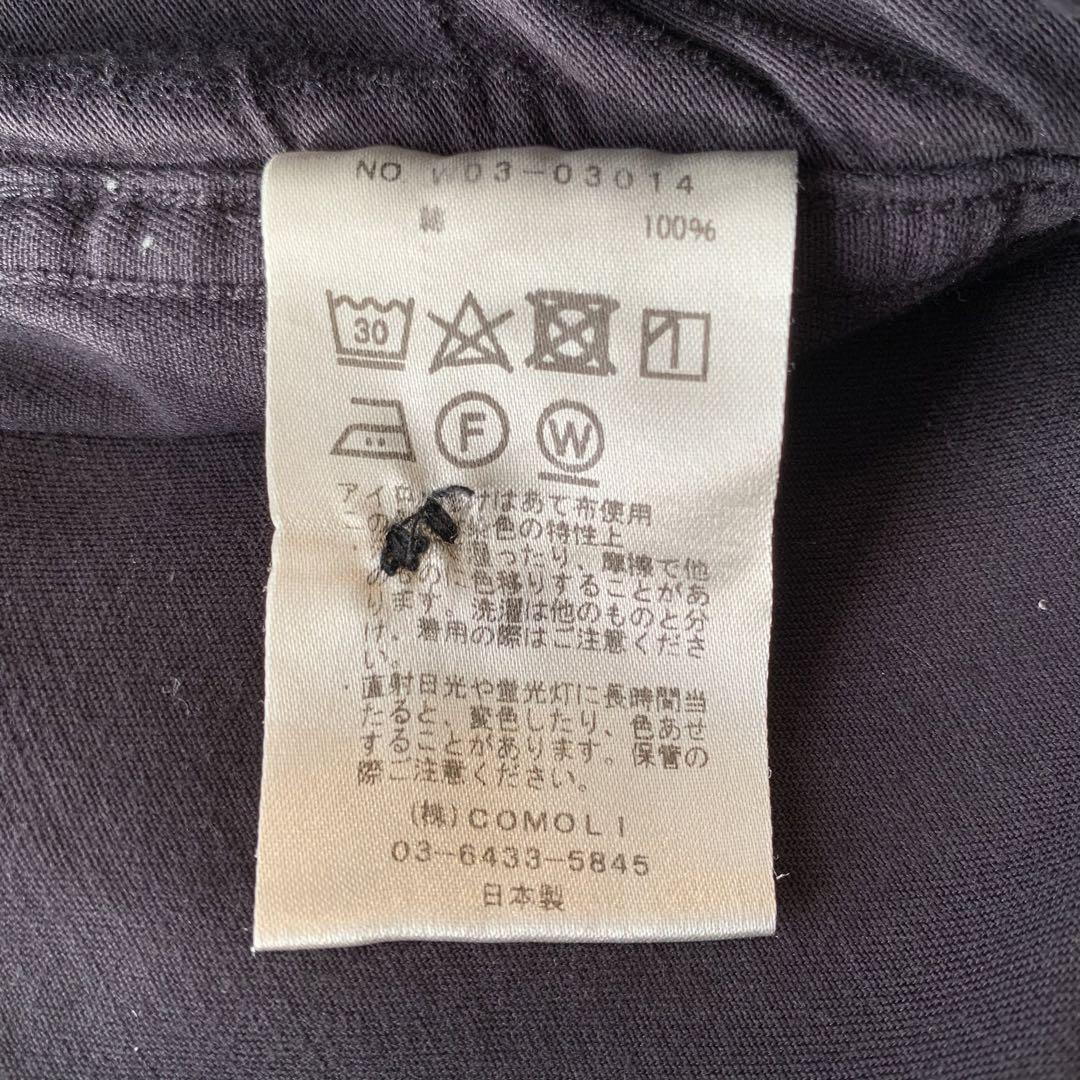 NO V03-03014
綿 100%
30
F W
はあて布使用
色の特性上
ったり、摩擦で他
色移りすることがあ
ます。洗濯は他のものと分
け、着用の際はご注意くださ
い。
直射日光や蛍光灯に長時間当
たると、変色したり、色あせ
することがあります。保管の
際ご注意ください。
(株)COMOLI
03-6433-5845
日本製